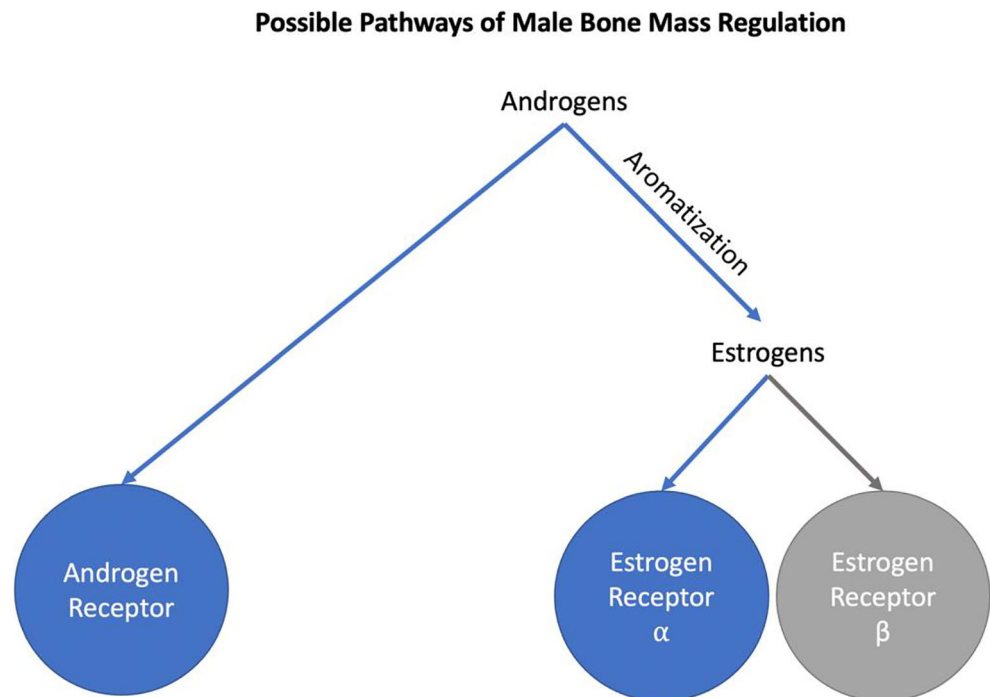 Possible Pathways of Male Bone Mass Regulation
Androgens
Aromatization
Estrogens
Androgen
Receptor
Estrogen
Receptor
α
Estrogen
Receptor
β